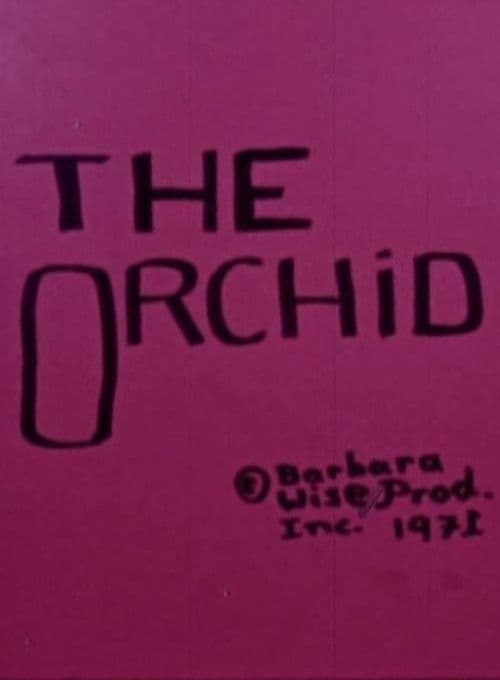 THE
ORCHiD
© Barbara
Wise Prod.
Inc. 1971